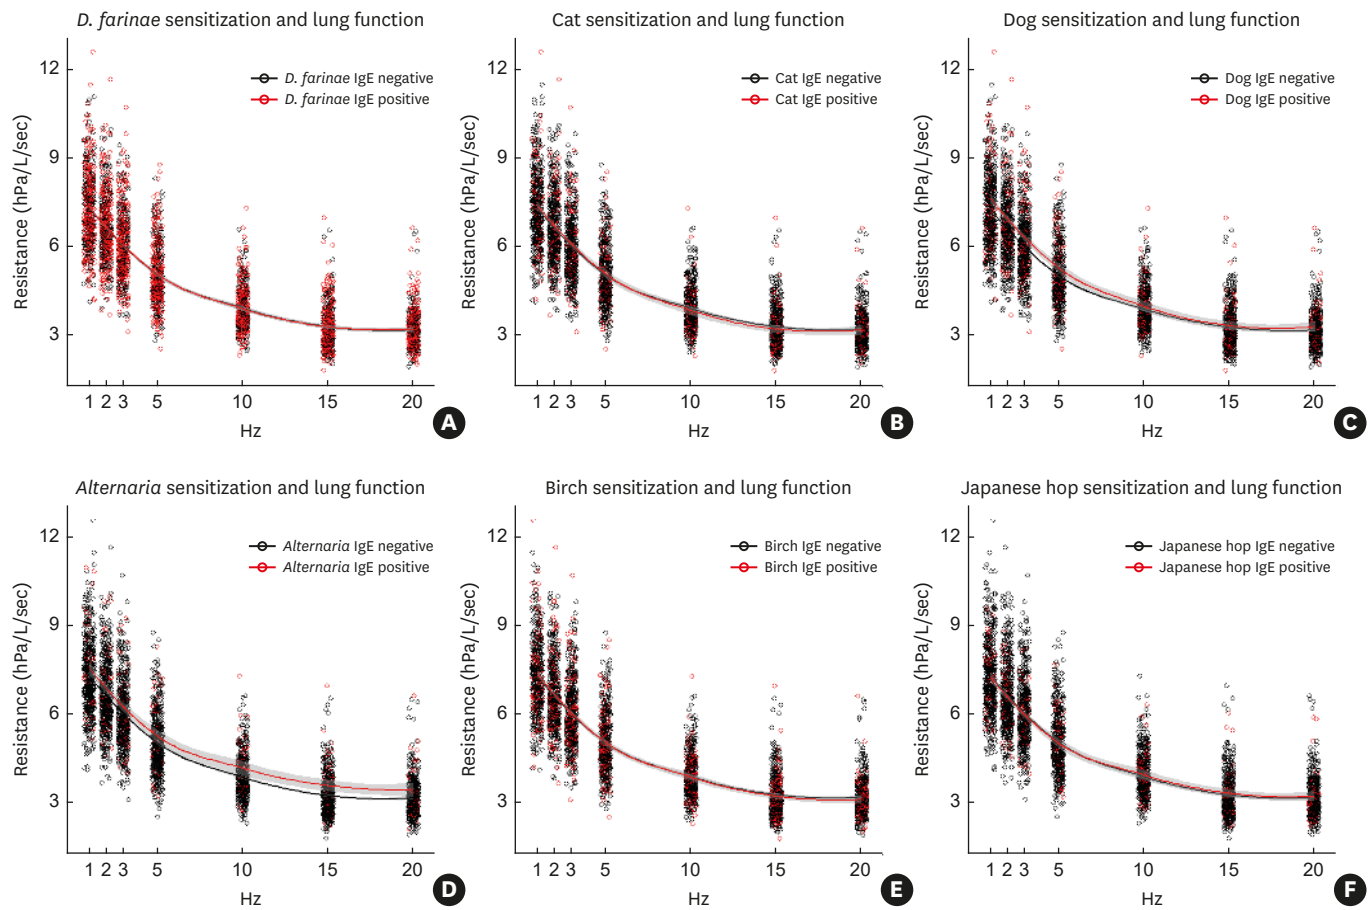 D. farinae sensitization and lung function
12
9
6
3
Resistance (hPa/L/sec)
D. farinae IgE negative
D. farinae IgE positive
1 2 3 5 10 15 20
Hz
A
Cat sensitization and lung function
12
9
6
3
Resistance (hPa/L/sec)
Cat IgE negative
Cat IgE positive
1 2 3 5 10 15 20
Hz
B
Dog sensitization and lung function
12
9
6
3
Resistance (hPa/L/sec)
Dog IgE negative
Dog IgE positive
1 2 3 5 10 15 20
Hz
C
Alternaria sensitization and lung function
12
9
6
3
Resistance (hPa/L/sec)
Alternaria IgE negative
Alternaria IgE positive
1 2 3 5 10 15 20
Hz
D
Birch sensitization and lung function
12
9
6
3
Resistance (hPa/L/sec)
Birch IgE negative
Birch IgE positive
1 2 3 5 10 15 20
Hz
E
Japanese hop sensitization and lung function
12
9
6
3
Resistance (hPa/L/sec)
Japanese hop IgE negative
Japanese hop IgE positive
1 2 3 5 10 15 20
Hz
F